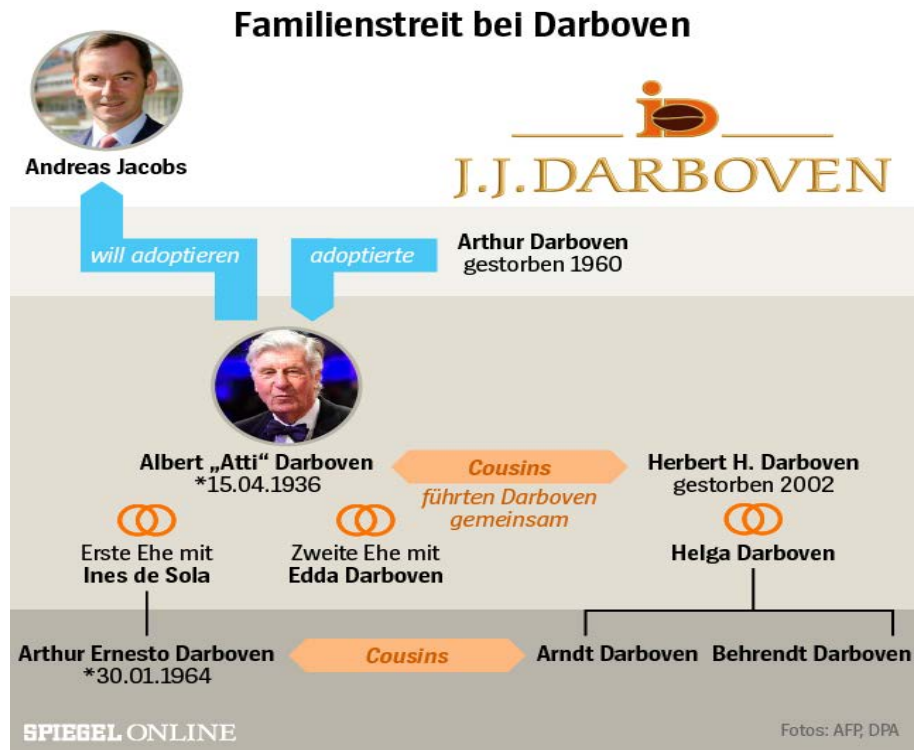 Familienstreit bei Darboven
Andreas Jacobs
J.J.DARBOVEN
will adoptieren
adoptierte
Arthur Darboven
gestorben 1960
Albert „Atti“ Darboven
*15.04.1936
Cousins
führten Darboven
gemeinsam
Herbert H. Darboven
gestorben 2002
Erste Ehe mit
Ines de Sola
Zweite Ehe mit
Edda Darboven
Helga Darboven
Arthur Ernesto Darboven
*30.01.1964
Cousins
Arndt Darboven
Behrendt Darboven
SPIEGEL ONLINE
Fotos: AFP, DPA